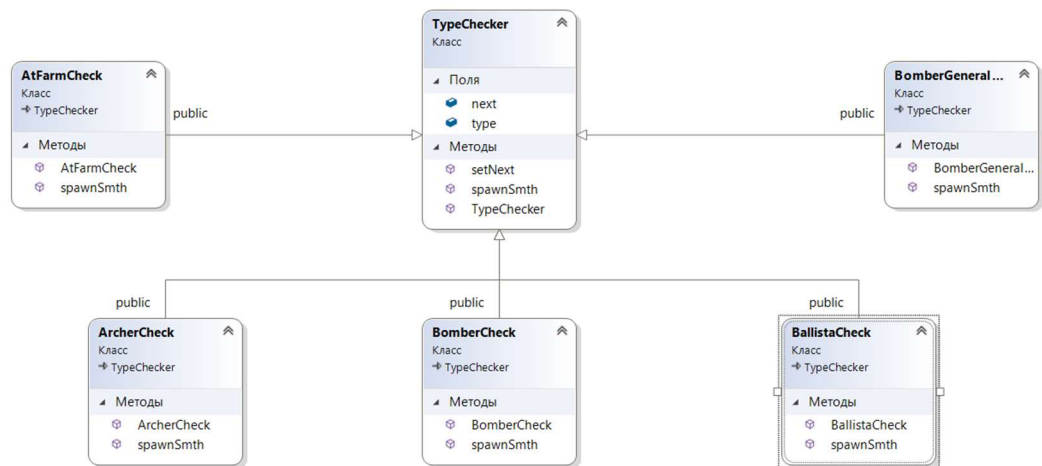 TypeChecker
Класс
Поля
next
type
Методы
setNext
spawnSmth
TypeChecker
AtFarmCheck
Класс
TypeChecker
Методы
AtFarmCheck
spawnSmth
public
BomberGeneral...
Класс
TypeChecker
Методы
BomberGeneral...
spawnSmth
public
public
ArcherCheck
Класс
TypeChecker
Методы
ArcherCheck
spawnSmth
public
BomberCheck
Класс
TypeChecker
Методы
BomberCheck
spawnSmth
public
BallistaCheck
Класс
TypeChecker
Методы
BallistaCheck
spawnSmth